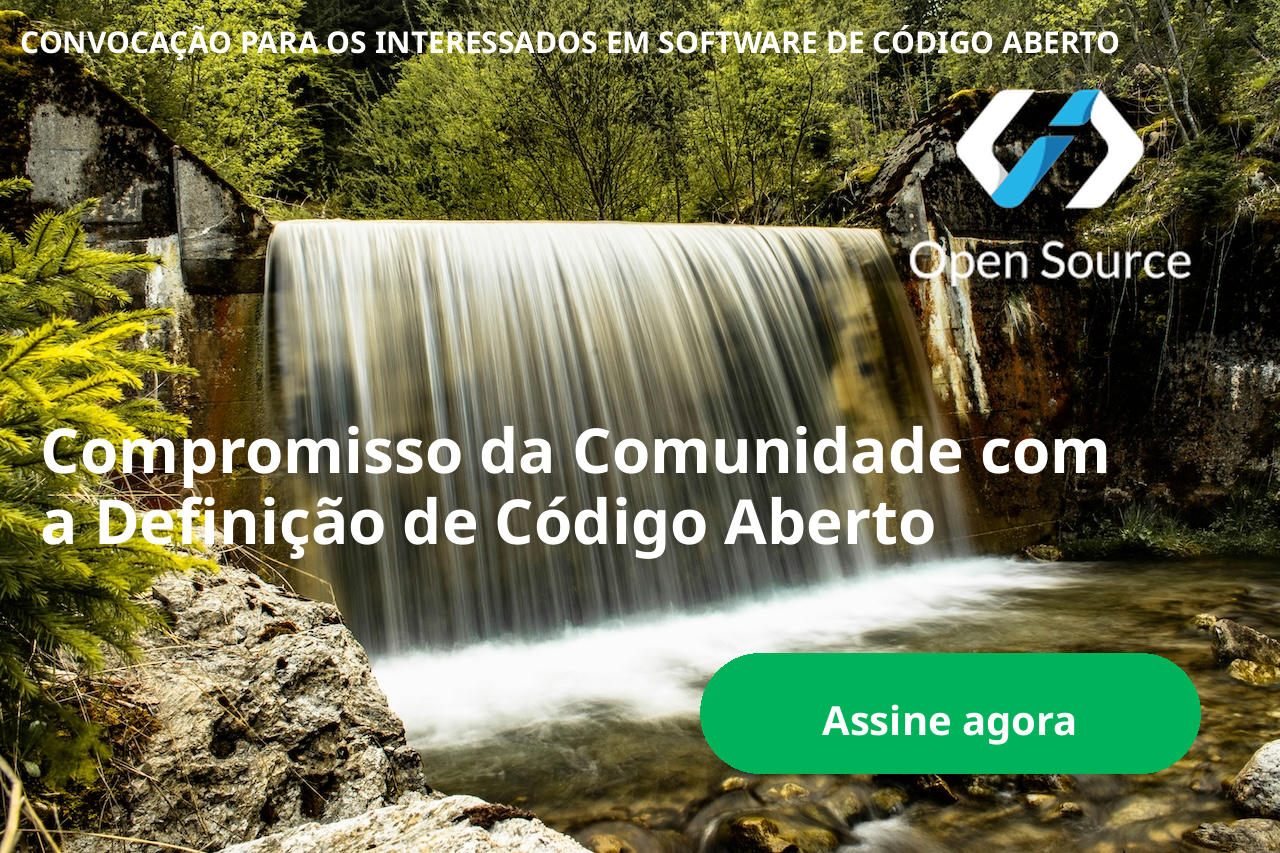 CONVOCAÇÃO PARA OS INTERESSADOS EM SOFTWARE DE CÓDIGO ABERTO
Open Source
Compromisso da Comunidade com
a Definição de Código Aberto
Assine agora